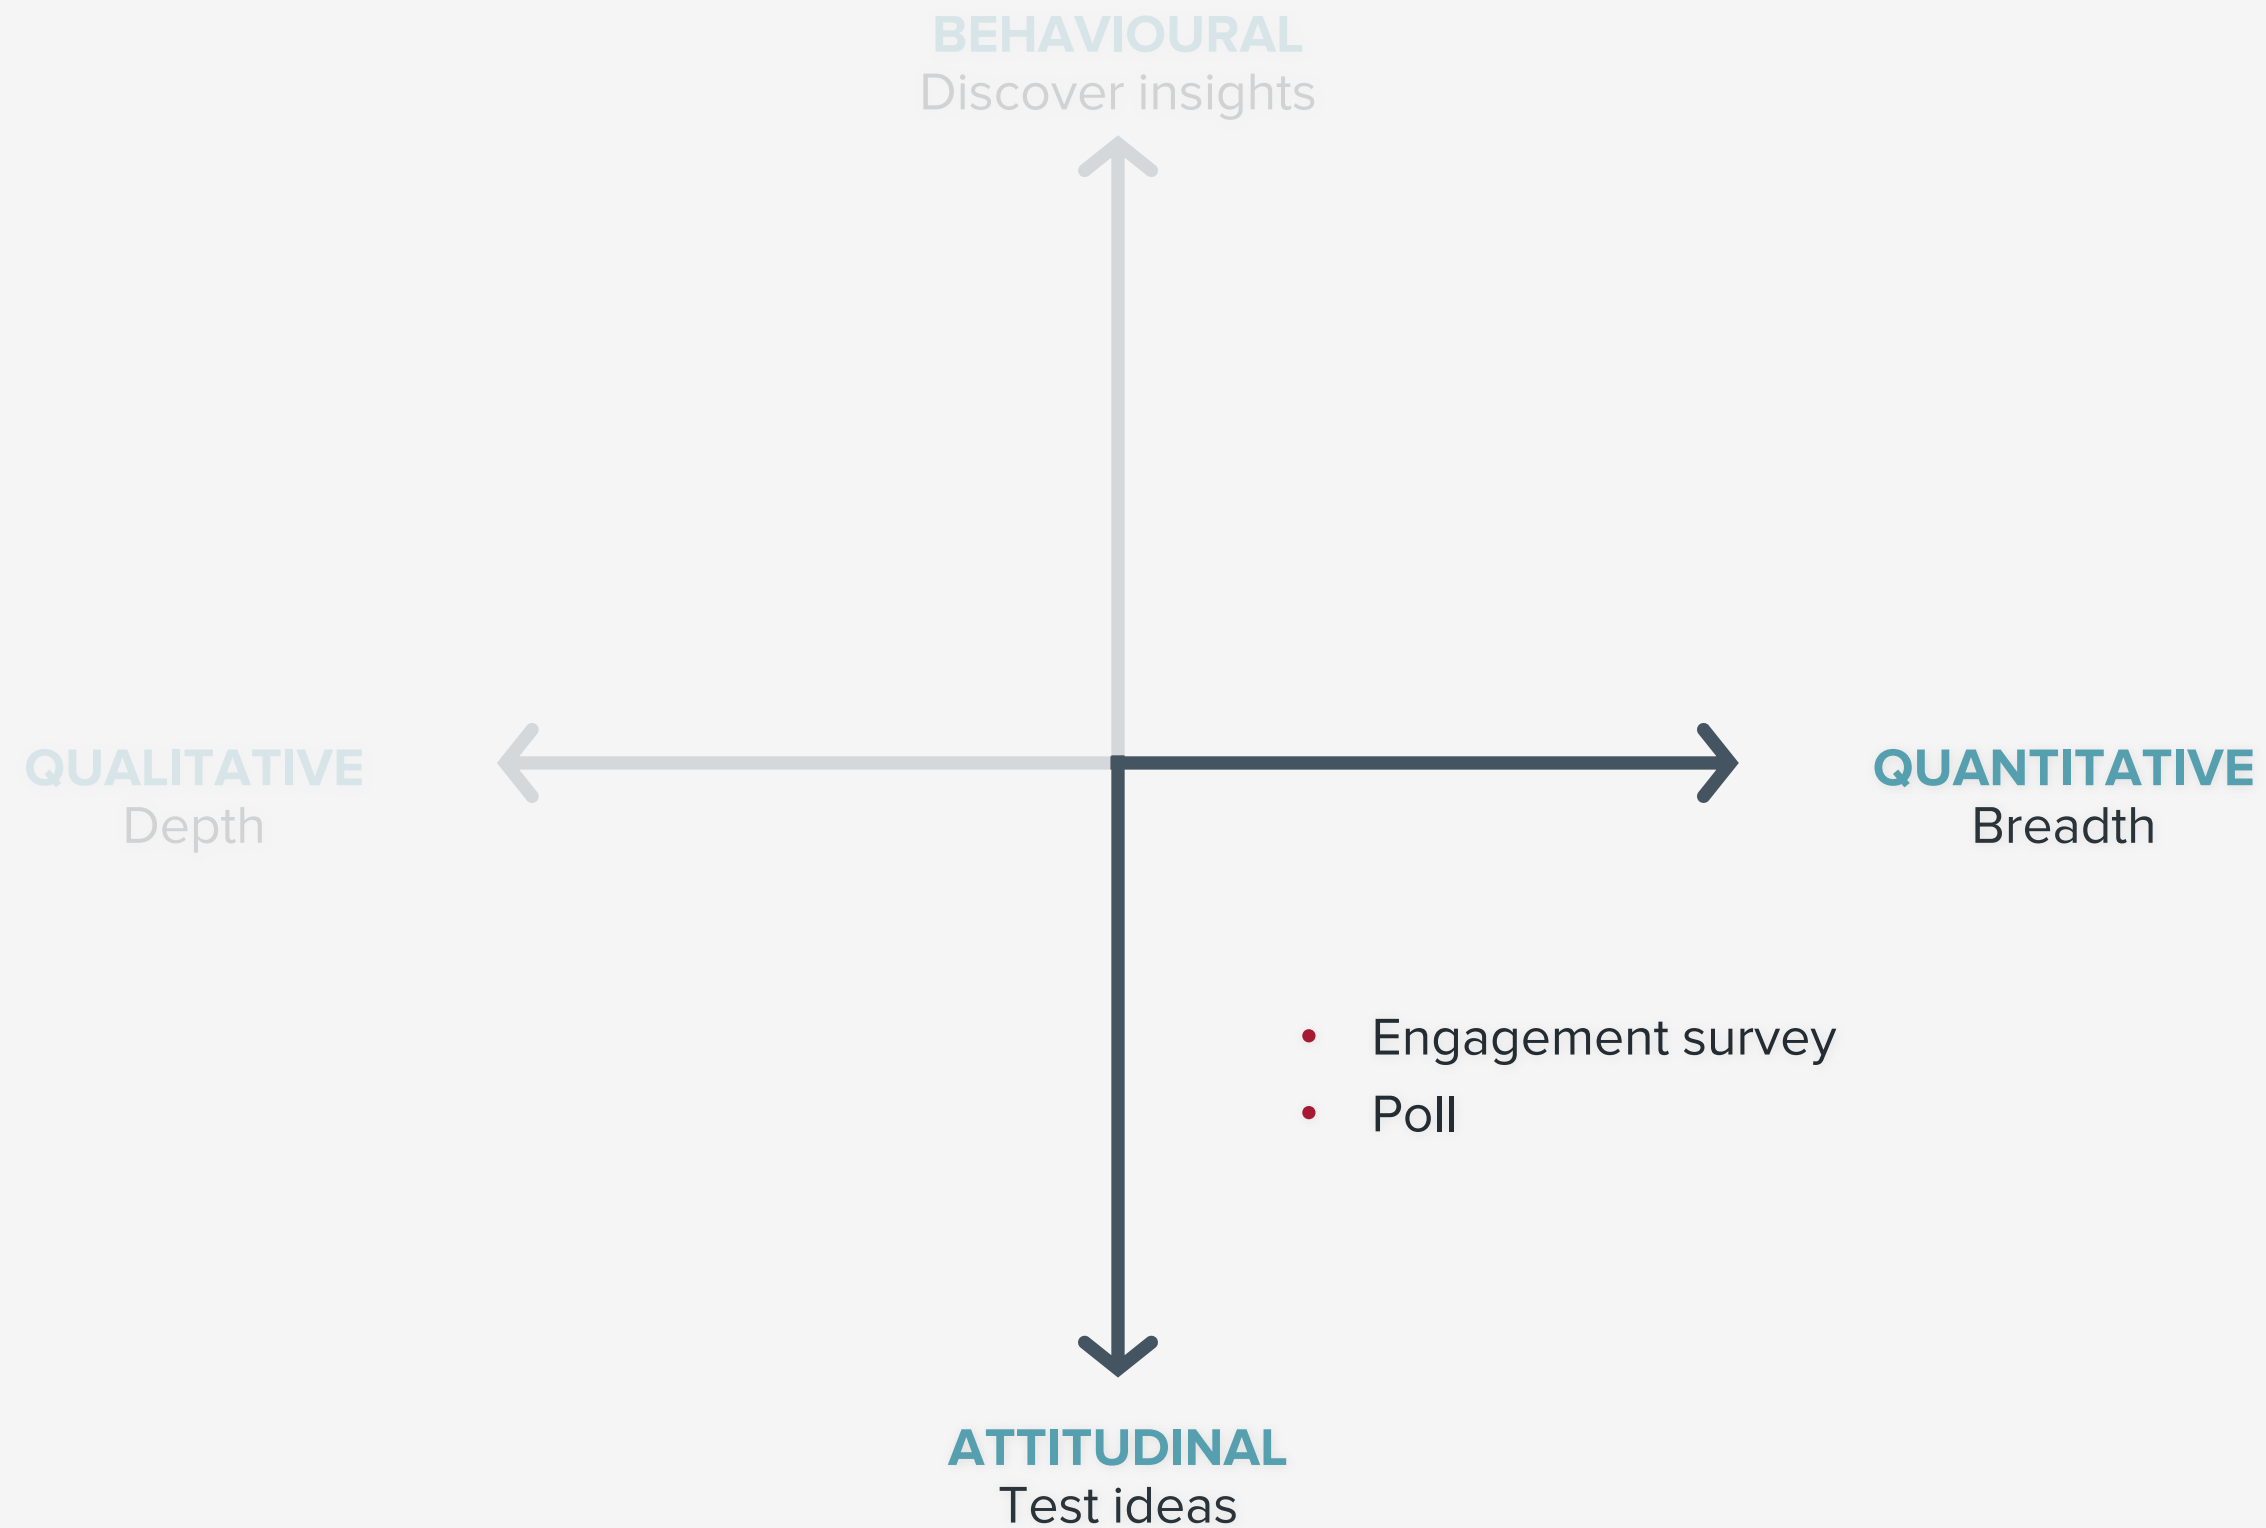 BEHAVIOURAL
Discover insights
QUALITATIVE
Depth
QUANTITATIVE
Breadth
• Engagement survey
• Poll
ATTITUDINAL
Test ideas